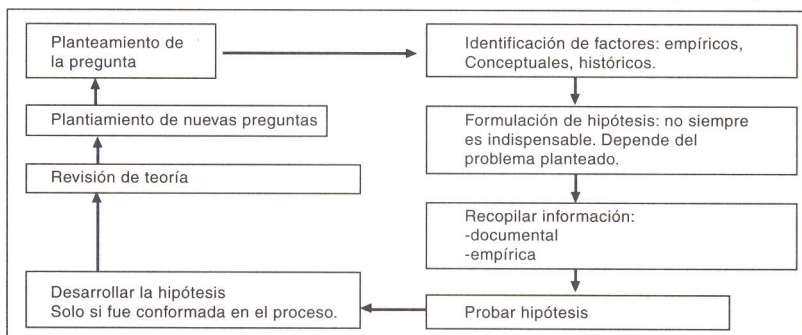 Planteamiento de
la pregunta
Identificación de factores: empíricos,
Conceptuales, históricos.
Plantiamiento de nuevas preguntas
Formulación de hipótesis: no siempre
es indispensable. Depende del
problema planteado.
Revisión de teoría
Recopilar información:
-documental
-empírica
Desarrollar la hipótesis
Solo si fue conformada en el proceso.
Probar hipótesis